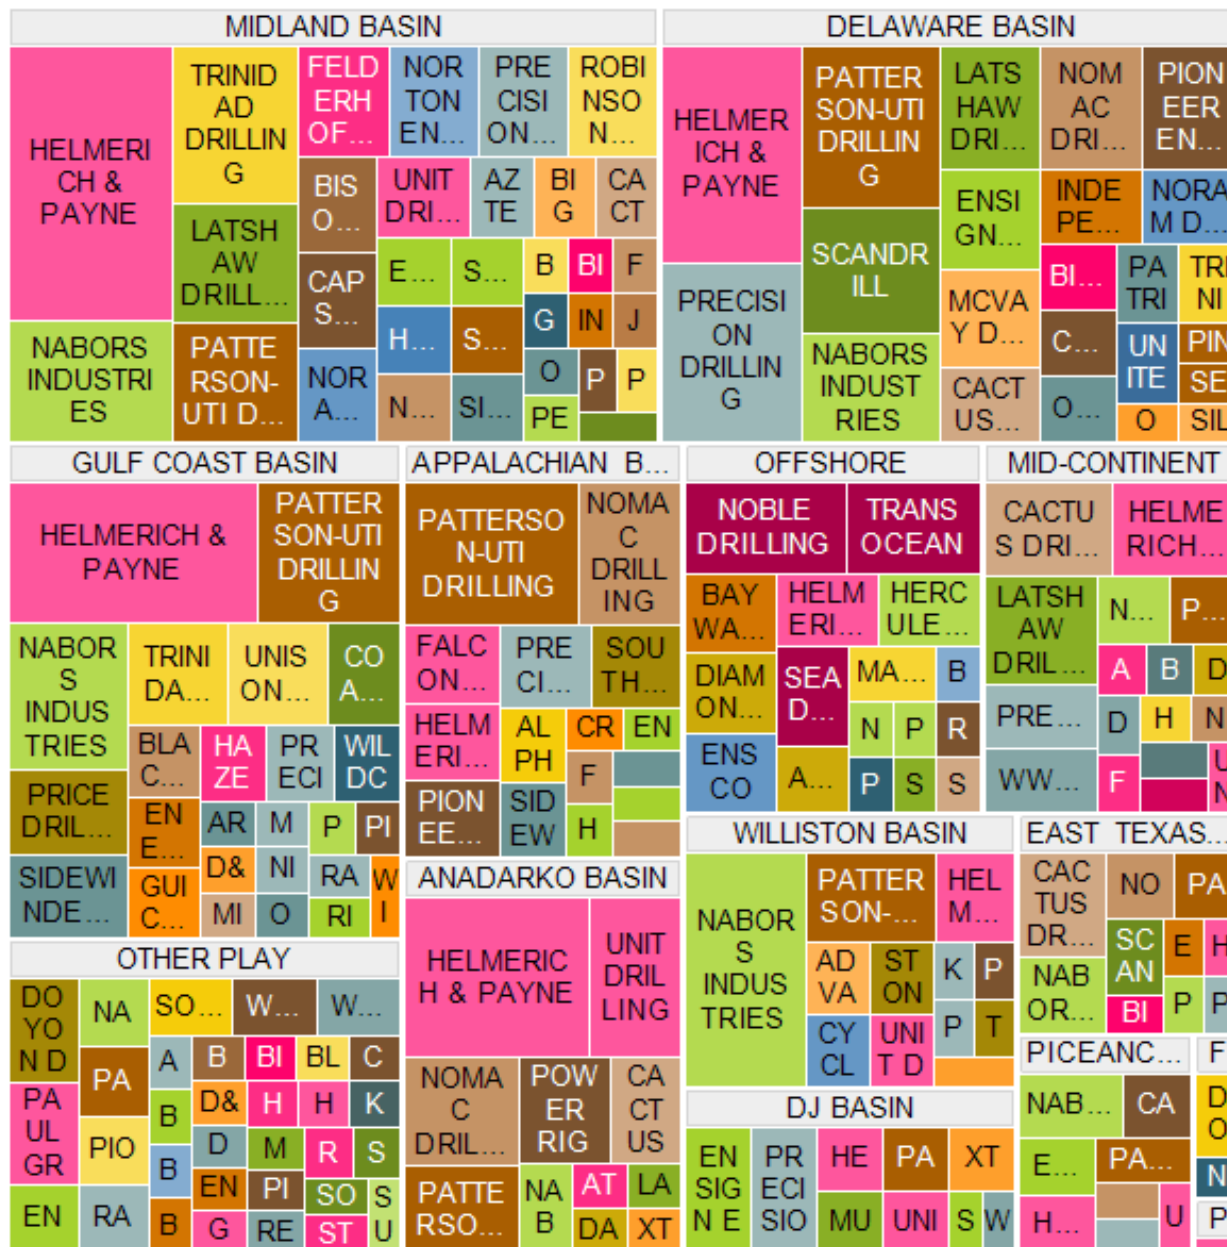 MIDLAND BASIN
HELMERI
CH &
PAYNE
NABORS
INDUSTRI
ES
TRINID
AD
DRILLIN
G
LATSH
AW
DRILL...
PATTE
RSON-
UTI D...
FELD
ERH
OF...
NOR
TON
EN...
PRE
CISI
ON...
ROBI
NSO
N...
BIS
O...
UNIT
DRI...
AZ
TE
BI
G
CA
CT
CAP
S...
E...
S...
B
BI
F
H...
S...
G
IN
J
NOR
A...
N...
SI...
O
P
P
PE
DELAWARE BASIN
HELMER
ICH &
PAYNE
PRECISI
ON
DRILLIN
G
PATTER
SON-UTI
DRILLIN
G
SCANDR
ILL
NABORS
INDUST
RIES
LATS
HAW
DRI...
NOM
AC
DRI...
PION
EER
EN...
ENSI
GN...
INDE
PE...
NORA
M D...
MCVA
Y D...
BI...
PA
TRI
TRI
NI
C...
UN
ITE
PIN
SE
CACT
US...
O...
O
SIL
GULF COAST BASIN
HELMERICH &
PAYNE
PATTER
SON-UTI
DRILLIN
G
NABOR
S
INDUS
TRIES
TRINI
DA...
UNIS
ON...
CO
A...
BLA
C...
HA
ZE
PR
ECI
WIL
DC
PRICE
DRIL...
EN
E...
AR
M
P
PI
SIDEWI
NDE...
GUI
C...
D&
NI
RA
W
I
MI
O
RI
APPALACHIAN B...
PATTERSO
N-UTI
DRILLING
NOMA
C
DRILL
ING
FALC
ON...
PRE
CI...
SOU
TH...
HELM
ERI...
AL
PH
CR
EN
F
PION
EE...
SID
EW
H
OFFSHORE
NOBLE
DRILLING
TRANS
OCEAN
BAY
WA...
HELM
ERI...
HERC
ULE...
DIAM
ON...
SEA
D...
MA...
B
N
P
R
ENS
CO
A...
P
S
S
MID-CONTINENT
CACTU
S DRI...
HELME
RICH...
LATSH
AW
DRIL...
N...
P...
A
B
D
PRE...
D
H
N
WW...
F
U
N
WILLISTON BASIN
NABOR
S
INDUS
TRIES
PATTER
SON-...
HEL
M...
AD
VA
ST
ON
K
P
CY
CL
UNI
T D
P
T
EAST TEXAS...
CAC
TUS
DR...
NO
PA
SC
AN
E
H
NAB
OR...
BI
P
P
ANADARKO BASIN
HELMERIC
H & PAYNE
UNIT
DRIL
LING
NOMA
C
DRIL...
POW
ER
RIG
CA
CT
US
PATTE
RSO...
NA
B
AT
LA
DA
XT
OTHER PLAY
DO
YO
N D
NA
SO...
W...
W...
PA
A
B
BI
BL
C
PA
UL
GR
B
D&
H
H
K
PIO
B
D
M
R
S
EN
RA
EN
PI
SO
S
U
B
G
RE
ST
DJ BASIN
EN
SIG
N E
PR
ECI
SIO
HE
PA
XT
MU
UNI
S
W
PICEANC...
NAB...
CA
E...
PA...
H...
U
F
D
O
N
P